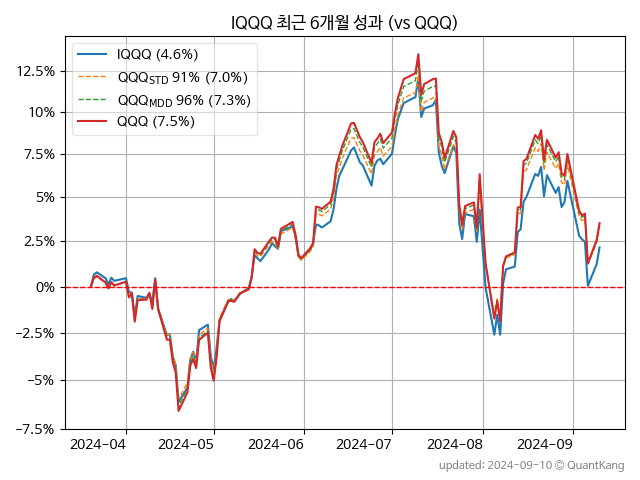 IQQQ 최근 6개월 성과 (vs QQQ)
IQQQ (4.6%)
QQQSTD 91% (7.0%)
QQQMDD 96% (7.3%)
QQQ (7.5%)
12.5%
10%
7.5%
5%
2.5%
0%
−2.5%
−5%
−7.5%
2024-04 2024-05 2024-06 2024-07 2024-08 2024-09
updated: 2024-09-10 © QuantKang